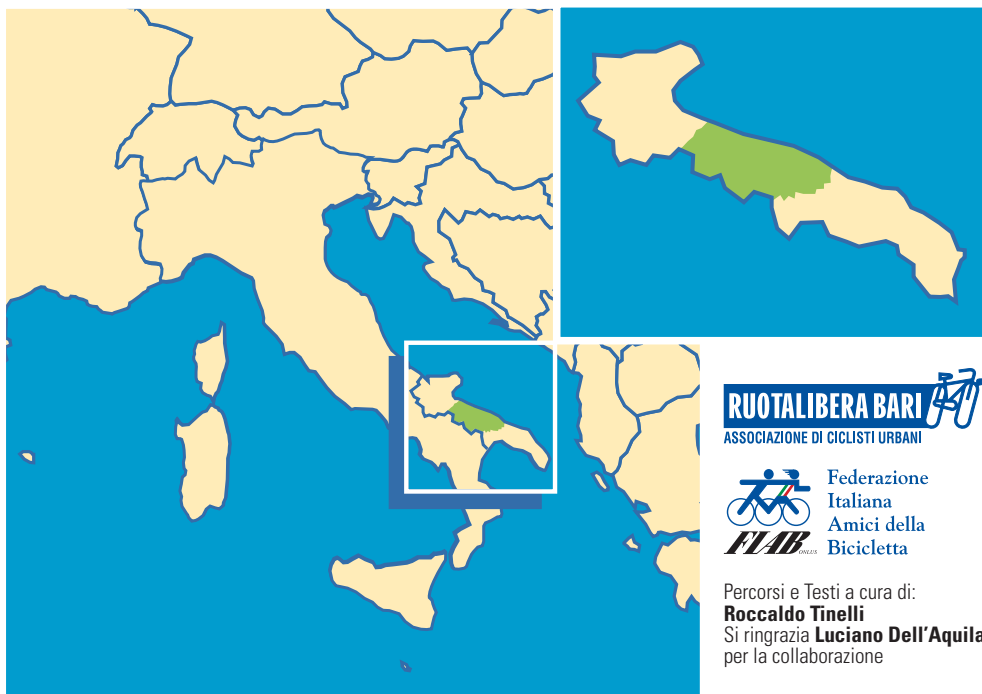 RUOTALIBERA BARI
ASSOCIAZIONE DI CICLISTI URBANI
Federazione
Italiana
Amici della
Bicicletta
FIAB ONLUS
Percorsi e Testi a cura di:
Roccaldo Tinelli
Si ringrazia Luciano Dell'Aquila
per la collaborazione